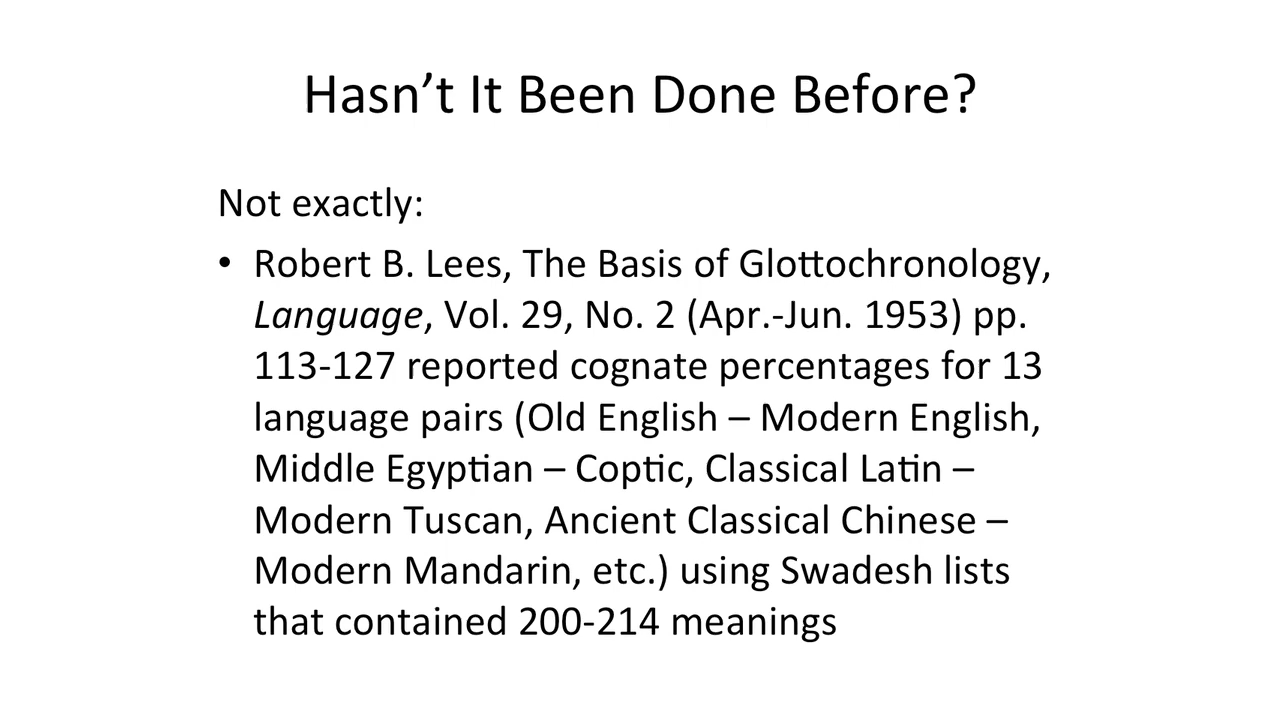 Hasn’t It Been Done Before?
Not exactly:
• Robert B. Lees, The Basis of Glottochronology,
Language, Vol. 29, No. 2 (Apr.-Jun. 1953) pp.
113-127 reported cognate percentages for 13
language pairs (Old English – Modern English,
Middle Egyptian – Coptic, Classical Latin –
Modern Tuscan, Ancient Classical Chinese –
Modern Mandarin, etc.) using Swadesh lists
that contained 200-214 meanings